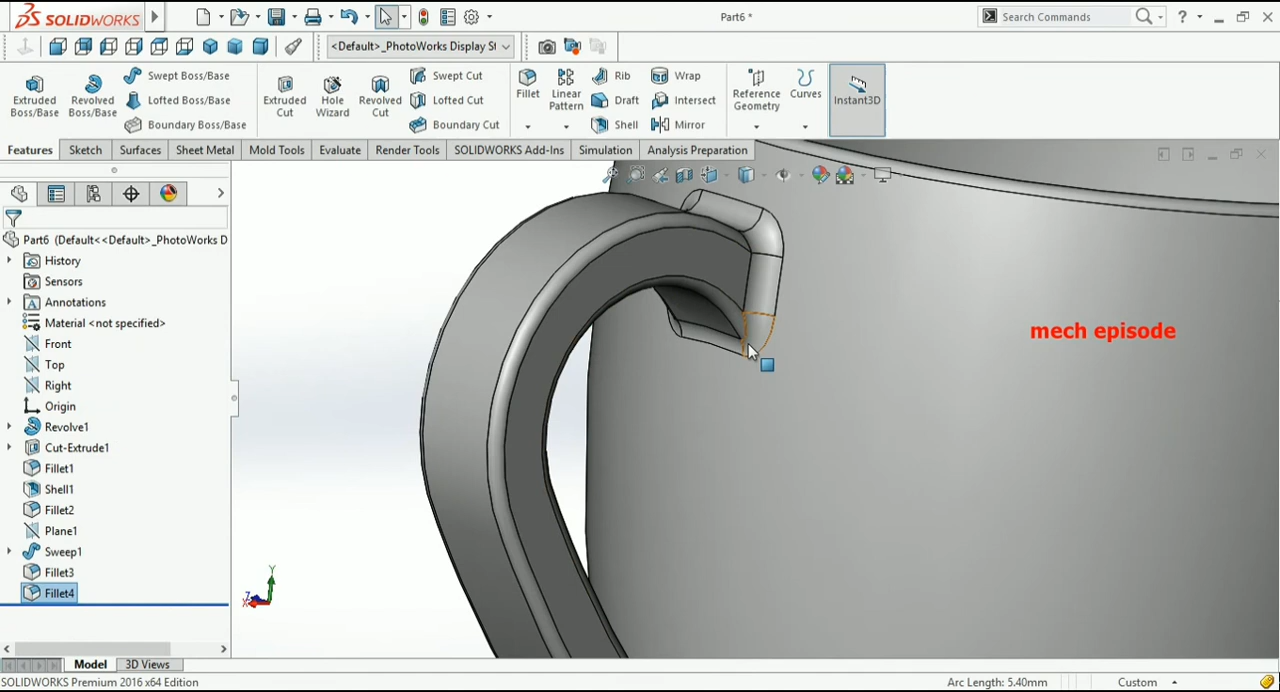 SOLIDWORKS
Part6 *
Search Commands
?
<Default>_PhotoWorks Display St
Extruded Boss/Base
Revolved Boss/Base
Swept Boss/Base
Lofted Boss/Base
Boundary Boss/Base
Extruded Cut
Hole Wizard
Revolved Cut
Swept Cut
Lofted Cut
Boundary Cut
Fillet
Linear Pattern
Rib
Draft
Shell
Wrap
Intersect
Mirror
Reference Geometry
Curves
Instant3D
Features
Sketch
Surfaces
Sheet Metal
Mold Tools
Evaluate
Render Tools
SOLIDWORKS Add-Ins
Simulation
Analysis Preparation
Part6 (Default<<Default>_PhotoWorks D
History
Sensors
Annotations
Material <not specified>
Front
Top
Right
Origin
Revolve1
Cut-Extrude1
Fillet1
Shell1
Fillet2
Plane1
Sweep1
Fillet3
Fillet4
mech episode
Y
Z
X
Model
3D Views
SOLIDWORKS Premium 2016 x64 Edition
Arc Length: 5.40mm
Custom